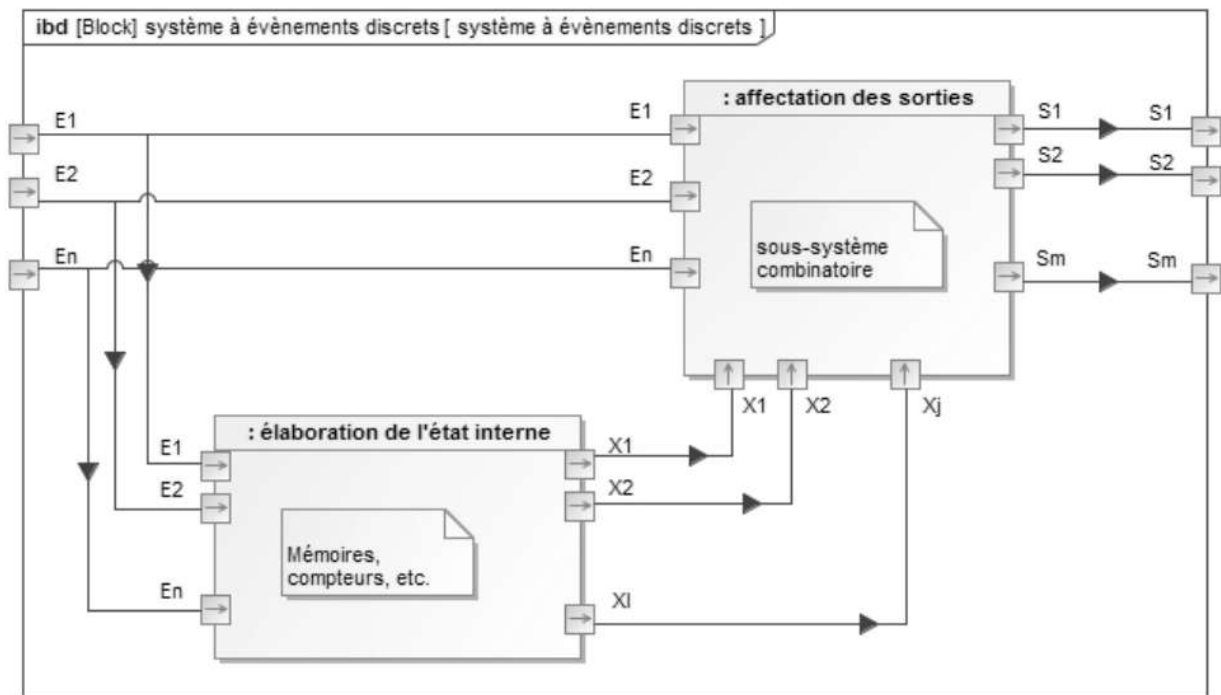 ibd [Block] système à évènements discrets [ système à évènements discrets ]
: affectation des sorties
E1
E1
S1
S1
E2
E2
S2
S2
En
En
Sm
Sm
sous-système
combinatoire
X1
X2
Xj
: élaboration de l'état interne
E1
X1
E2
X2
Mémoires,
compteurs, etc.
En
Xl